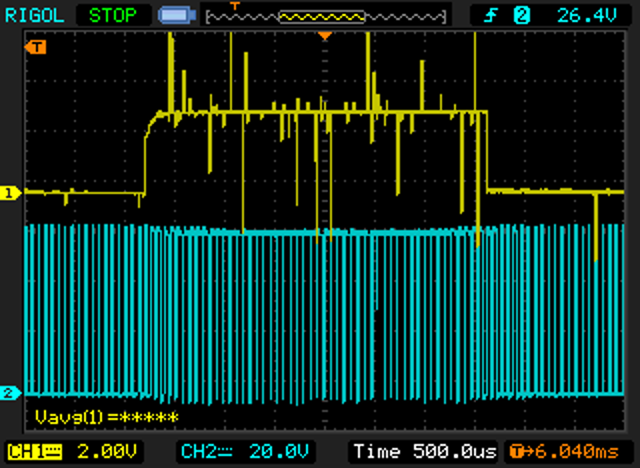 RIGOL STOP T 2 26.4V
T
1
2
Vavg(1)=*****
CH1 2.00V CH2 20.0V Time 500.0us T→6.040ms